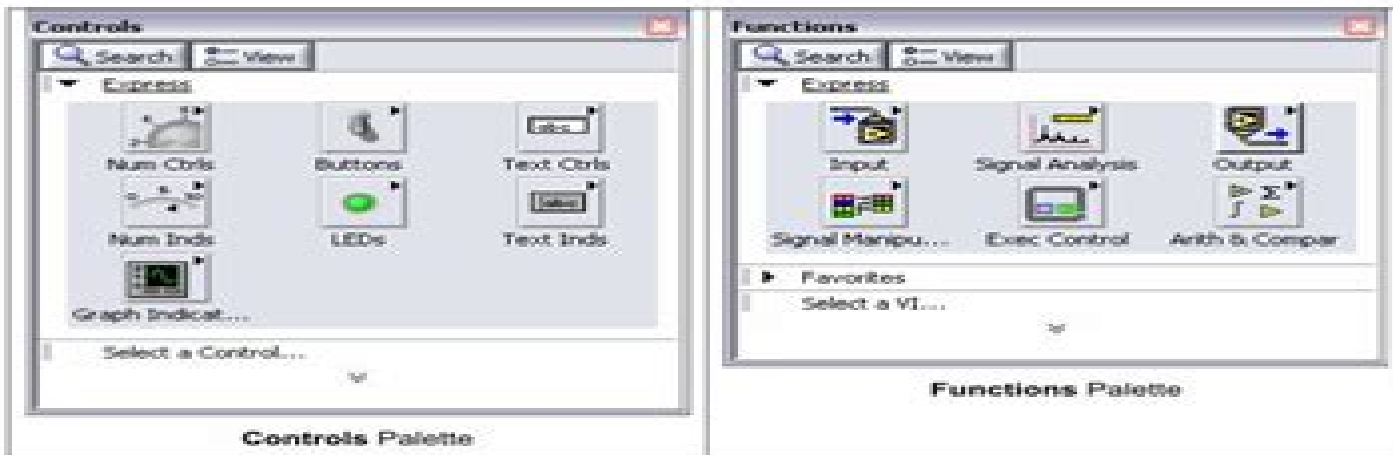 Controls
Search View
Express
Num Ctrls Buttons Text Ctrls
Num Inds LEDs Text Inds
Graph Indicat...
Select a Control...
Controls Palette
Functions
Search View
Express
Input Signal Analysis Output
Signal Manipu... Exec Control Arith & Compar
Favorites
Select a VI...
Functions Palette